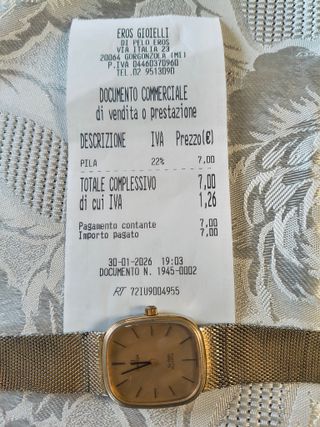 EROS GIOIELLI
DI PELO EROS
VIA ITALIA 23
20064 GORGONZOLA (MI)
P.IVA 04460370960
TEL.02 9513090
DOCUMENTO COMMERCIALE
di vendita o prestazione
DESCRIZIONE IVA Prezzo(€)
PILA 22% 7,00
TOTALE COMPLESSIVO 7,00
di cui IVA 1,26
Pagamento contante 7,00
Importo pagato 7,00
30-01-2026 19:03
DOCUMENTO N. 1945-0002
RT 72IU9004955